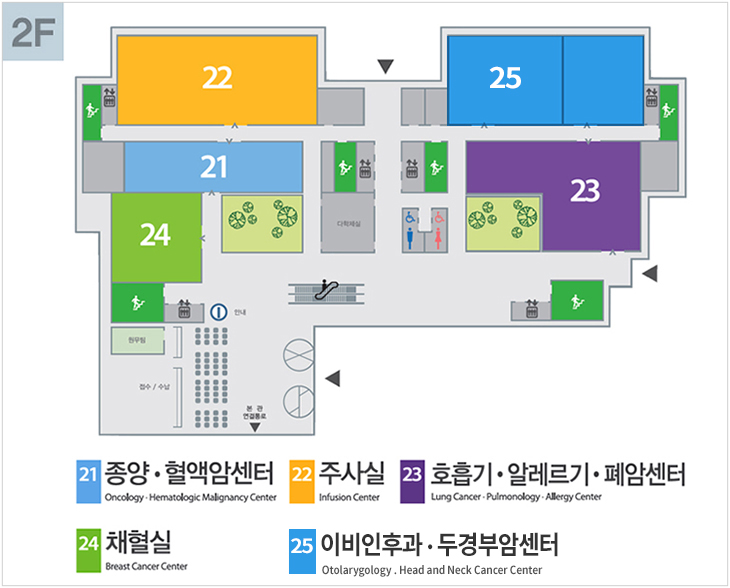 2F
22
25
21
23
24
다학제실
안내
원무팀
접수 / 수납
본 관
연결통로
21 종양·혈액암센터
Oncology · Hematologic Malignancy Center
22 주사실
Infusion Center
23 호흡기·알레르기·폐암센터
Lung Cancer · Pulmonology · Allergy Center
24 채혈실
Breast Cancer Center
25 이비인후과·두경부암센터
Otolarygology . Head and Neck Cancer Center